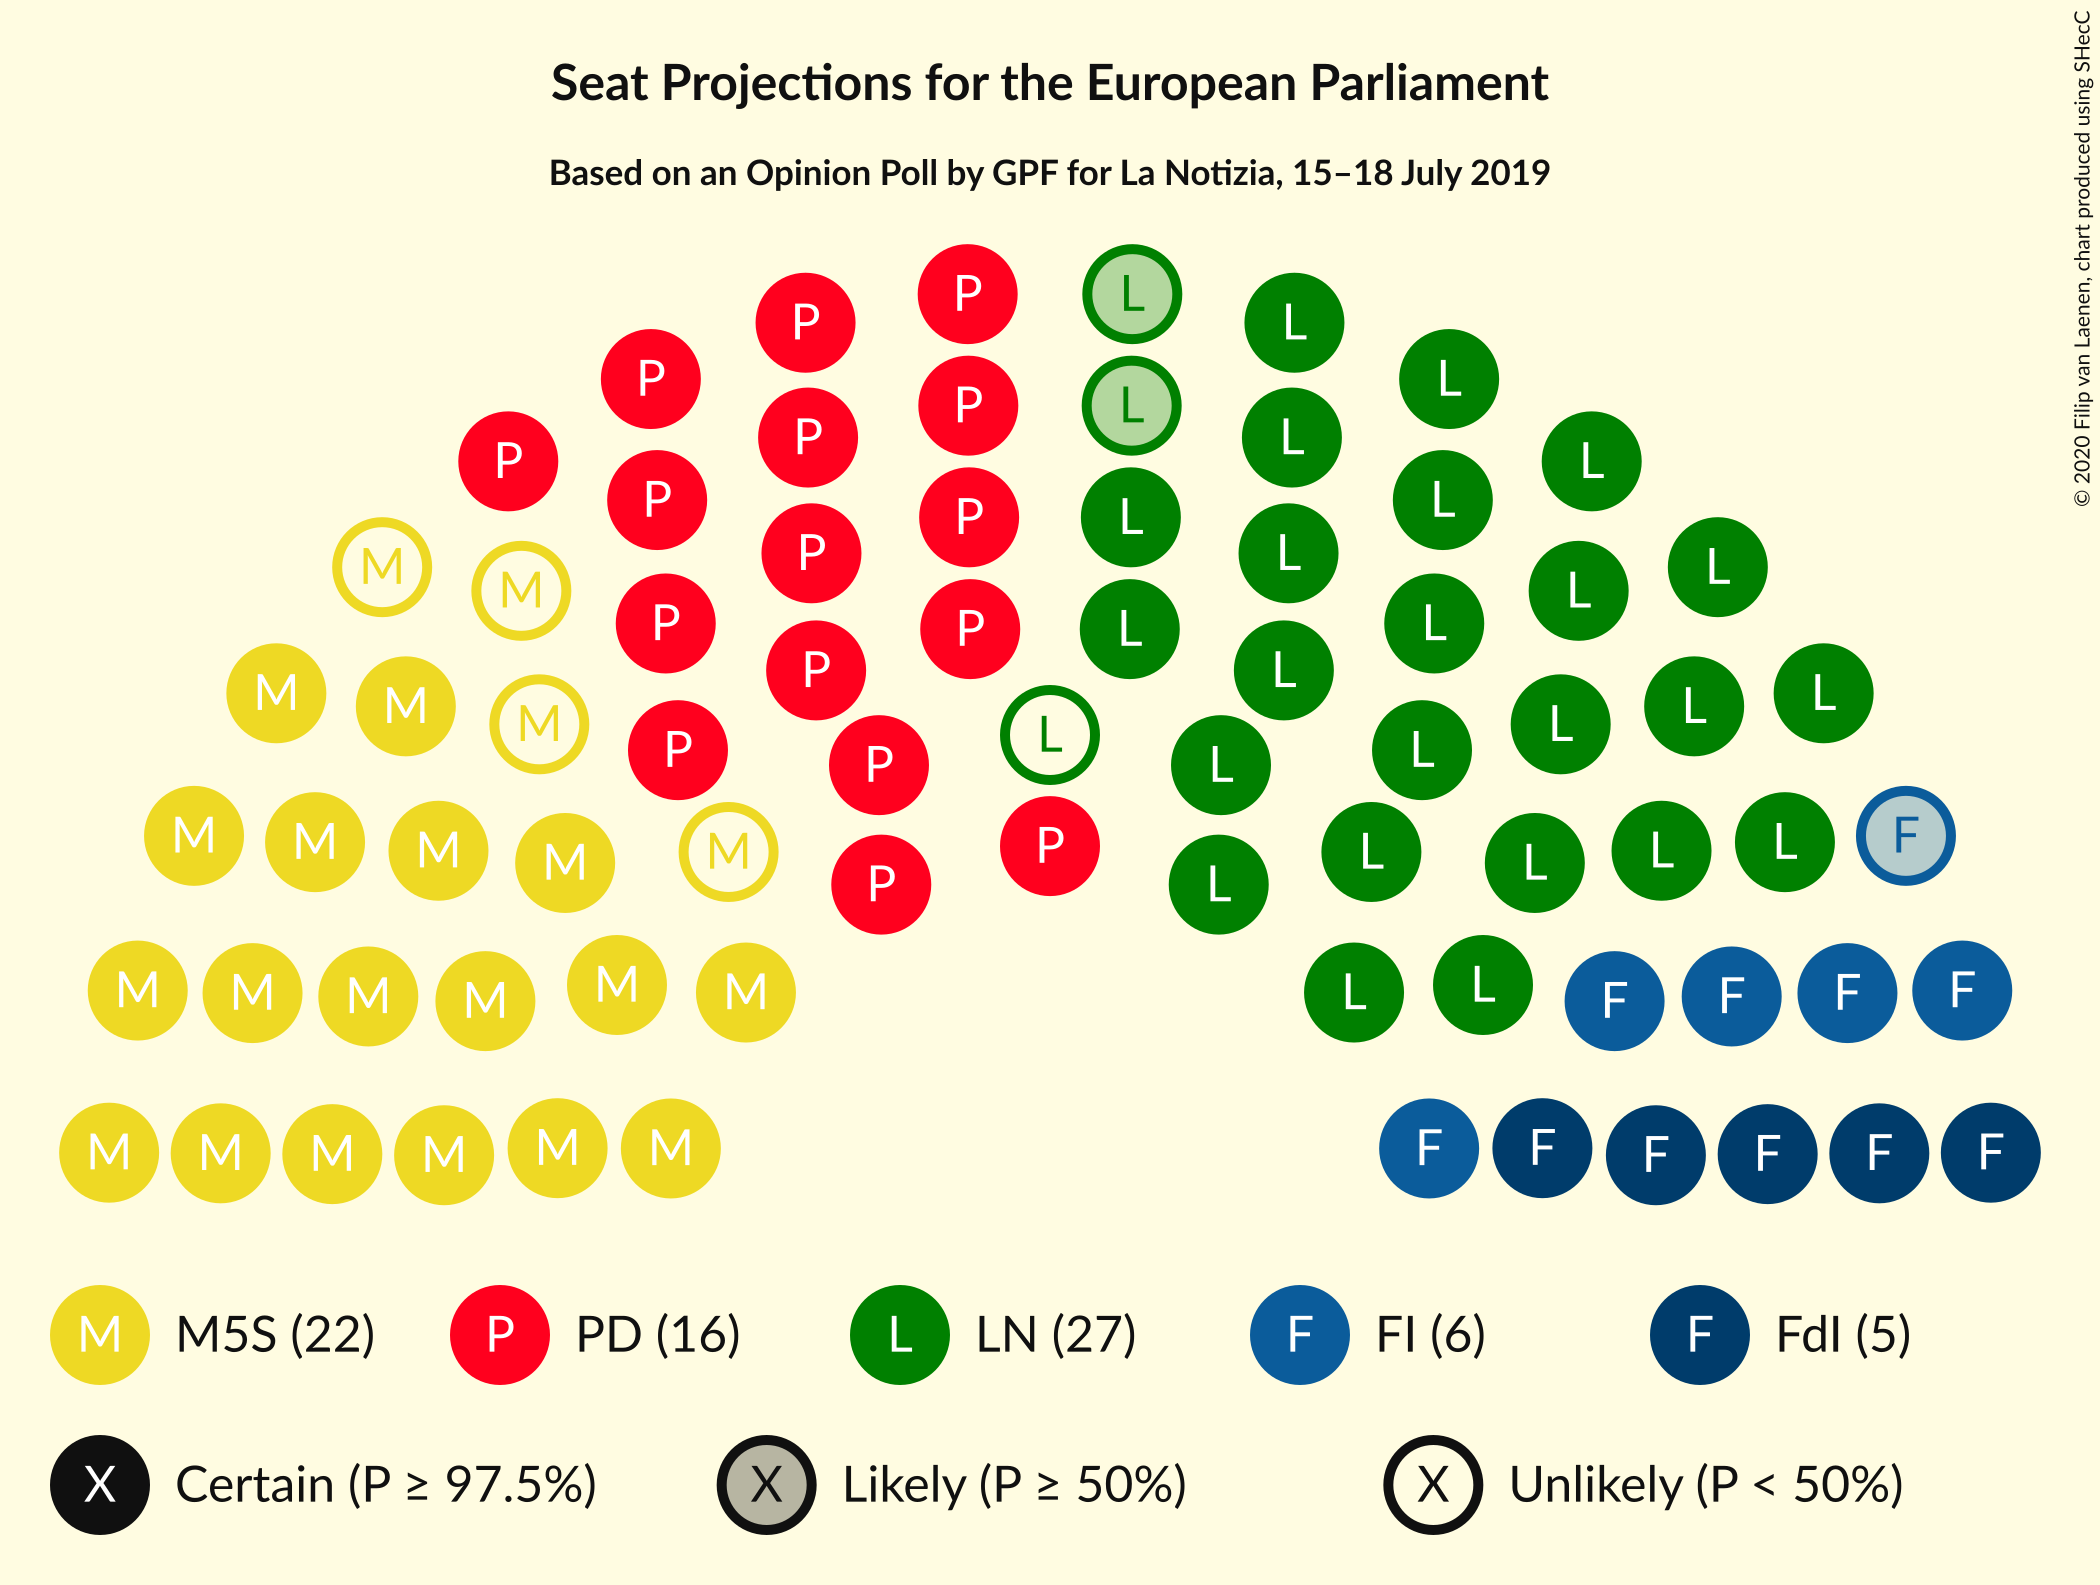 Seat Projections for the European Parliament
Based on an Opinion Poll by GPF for La Notizia, 15–18 July 2019
© 2020 Filip van Laenen, chart produced using SHecC
P L
P L
P L
P L
P L
P L
P L
P L
P L
M L
P P L L
M L
P L
P L
M M L L
P L
M M L L
M P L L
L
P L
M M L F
P
M M M L L L
M L
P L
M M L F
M M F F
M M L L
M M F F
M M F F
M M M M M M F F F F F F
M M5S (22) P PD (16) L LN (27) F FI (6) F FdI (5)
X Certain (P ≥ 97.5%) X Likely (P ≥ 50%) X Unlikely (P < 50%)